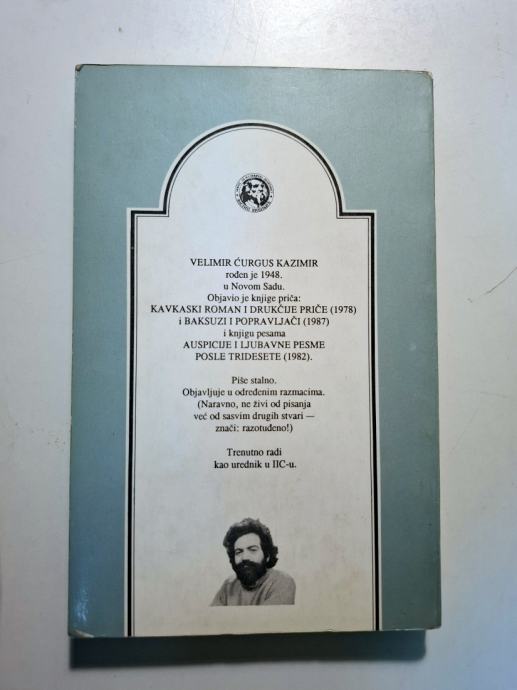 VELIMIR ĆURGUS KAZIMIR
rođen je 1948.
u Novom Sadu.
Objavio je knjige priča:
KAVKASKI ROMAN I DRUKČIJE PRIČE (1978)
i BAKSUZI I POPRAVLJAČI (1987)
i knjigu pesama
AUSPICIJE I LJUBAVNE PESME
POSLE TRIDESETE (1982).
Piše stalno.
Objavljuje u određenim razmacima.
(Naravno, ne živi od pisanja
već od sasvim drugih stvari —
znači: razotuđeno!)
Trenutno radi
kao urednik u IIC-u.